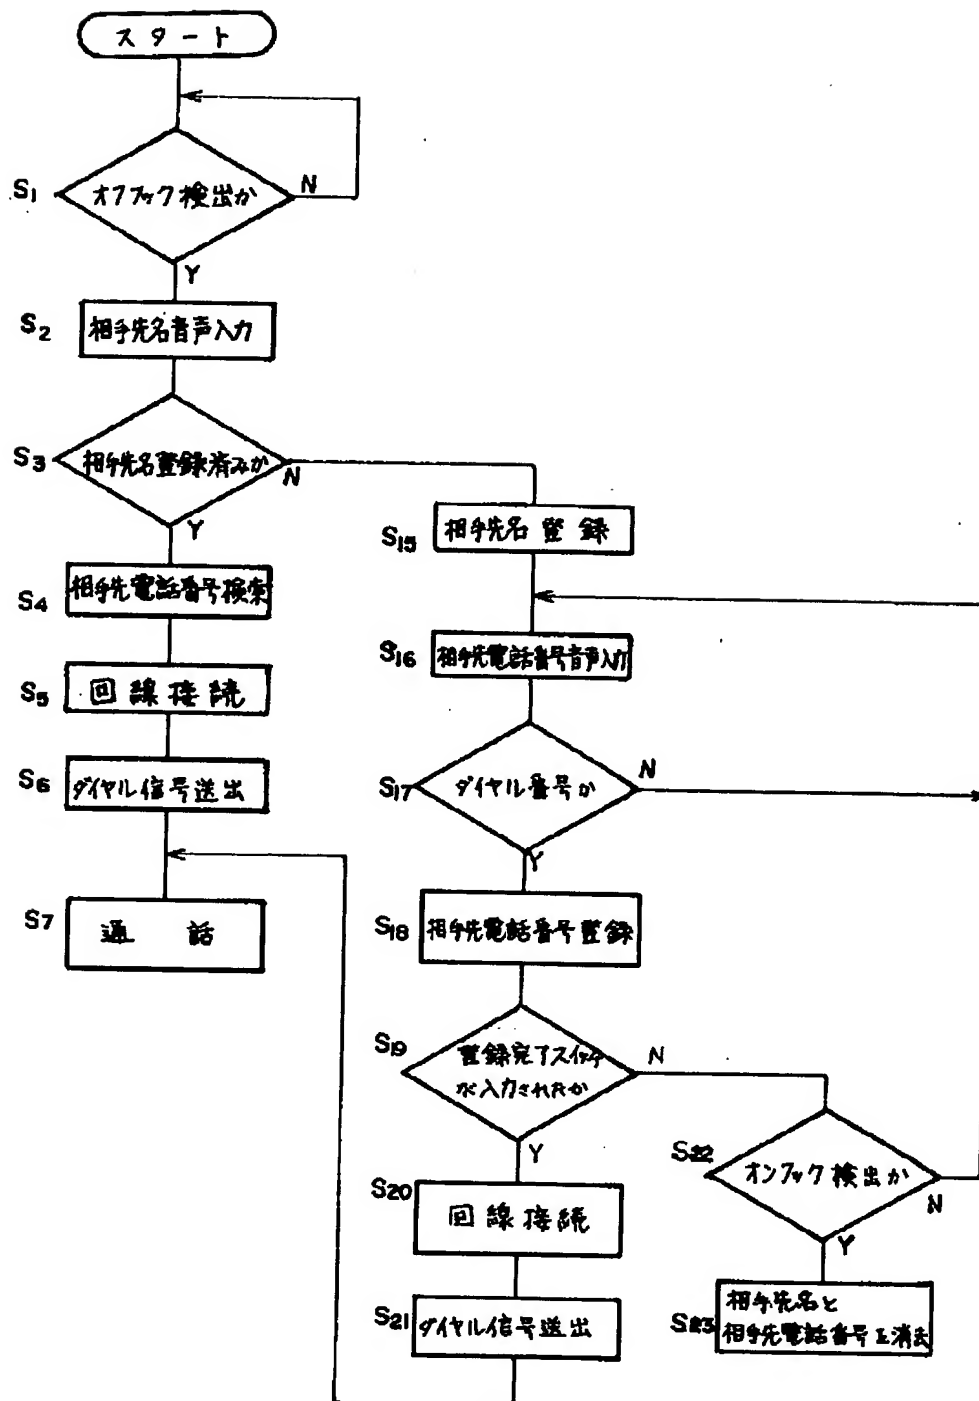 スタート
S1
オフフック検出か
N
Y
S2
相手先名音声入力
S3
相手先名登録済みか
N
Y
S4
相手先電話番号検索
S5
回線接続
S6
ダイヤル信号送出
S7
通話
S15
相手先名登録
S16
相手先電話番号音声入力
S17
ダイヤル番号か
N
Y
S18
相手先電話番号登録
S19
登録完了スイッチ
が入力されたか
N
Y
S20
回線接続
S21
ダイヤル信号送出
S22
オンフック検出か
N
Y
S23
相手先名と
相手先電話番号を消去